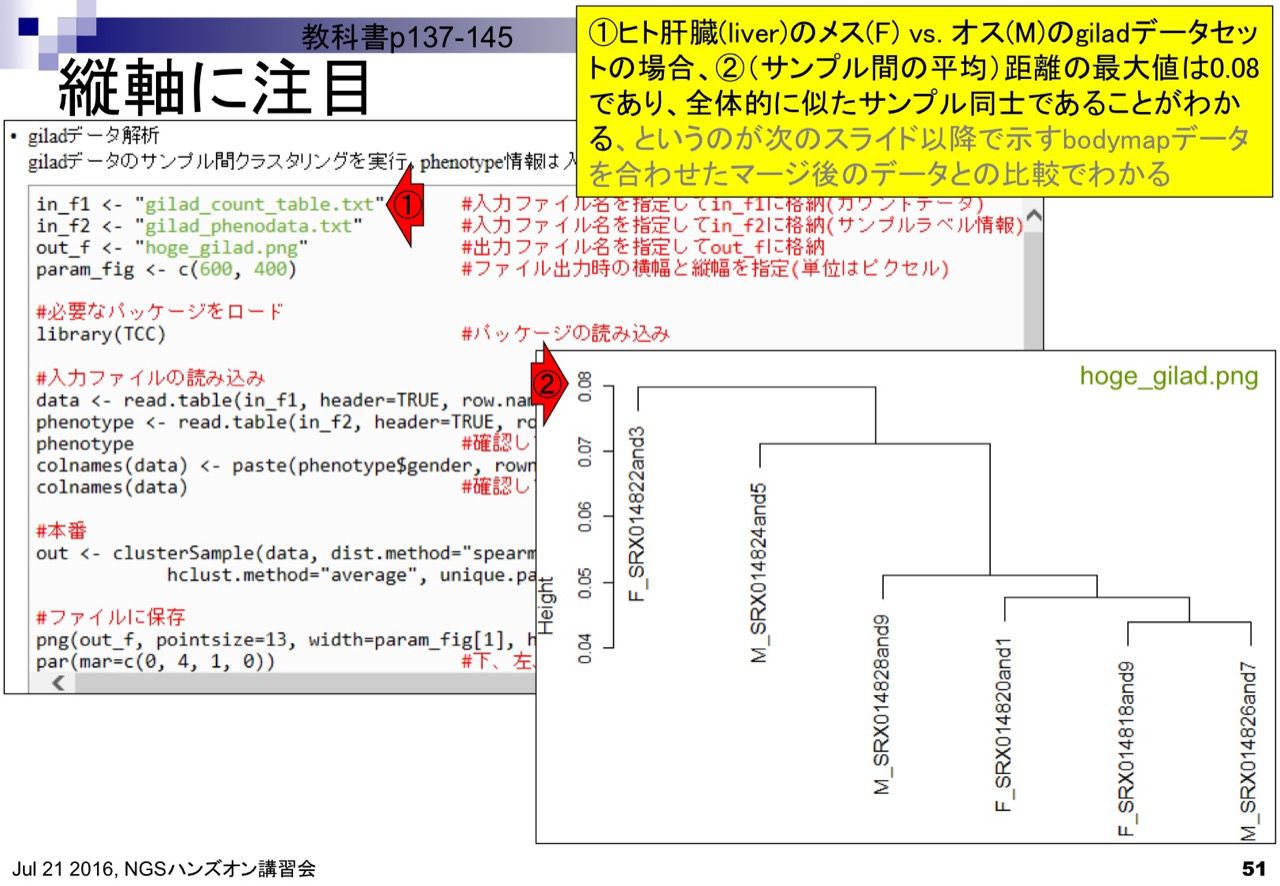 教科書p137-145
縦軸に注目
①ヒト肝臓(liver)のメス(F) vs. オス(M)のgiladデータセッ
トの場合、②（サンプル間の平均）距離の最大値は0.08
であり、全体的に似たサンプル同士であることがわか
る、というのが次のスライド以降で示すbodymapデータ
を合わせたマージ後のデータとの比較でわかる
• giladデータ解析
giladデータのサンプル間クラスタリングを実行。phenotype情報は入
in_f1 <- "gilad_count_table.txt" #入力ファイル名を指定してin_f1に格納(カウントデータ)
①
in_f2 <- "gilad_phenodata.txt" #入力ファイル名を指定してin_f2に格納(サンプルラベル情報)
out_f <- "hoge_gilad.png" #出力ファイル名を指定してout_fに格納
param_fig <- c(600, 400) #ファイル出力時の横幅と縦幅を指定(単位はピクセル)
#必要なパッケージをロード
library(TCC) #パッケージの読み込み
#入力ファイルの読み込み
data <- read.table(in_f1, header=TRUE, row.nam
phenotype <- read.table(in_f2, header=TRUE, ro
phenotype #確認し
colnames(data) <- paste(phenotype$gender, rown
colnames(data) #確認し
#本番
out <- clusterSample(data, dist.method="spearm
hclust.method="average", unique.pa
#ファイルに保存
png(out_f, pointsize=13, width=param_fig[1], h
par(mar=c(0, 4, 1, 0)) #下、左、
②
hoge_gilad.png
Height
0.08
0.07
0.06
0.05
0.04
F_SRX014822and3
M_SRX014824and5
M_SRX014828and9
F_SRX014820and1
F_SRX014818and9
M_SRX014826and7
Jul 21 2016, NGSハンズオン講習会
51